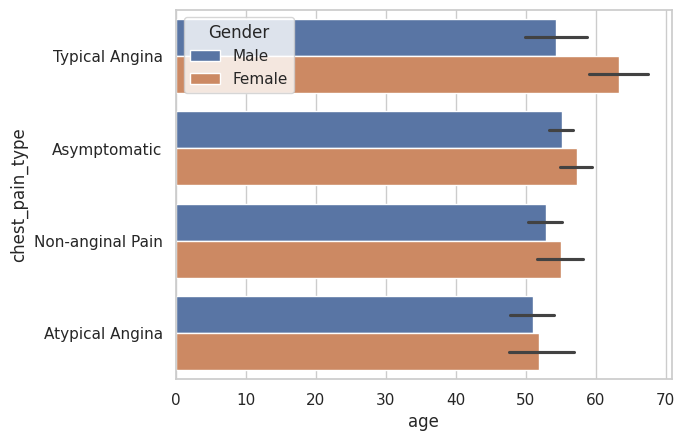 Gender
Male
Female
Typical Angina
Asymptomatic
Non-anginal Pain
Atypical Angina
chest_pain_type
0 10 20 30 40 50 60 70
age